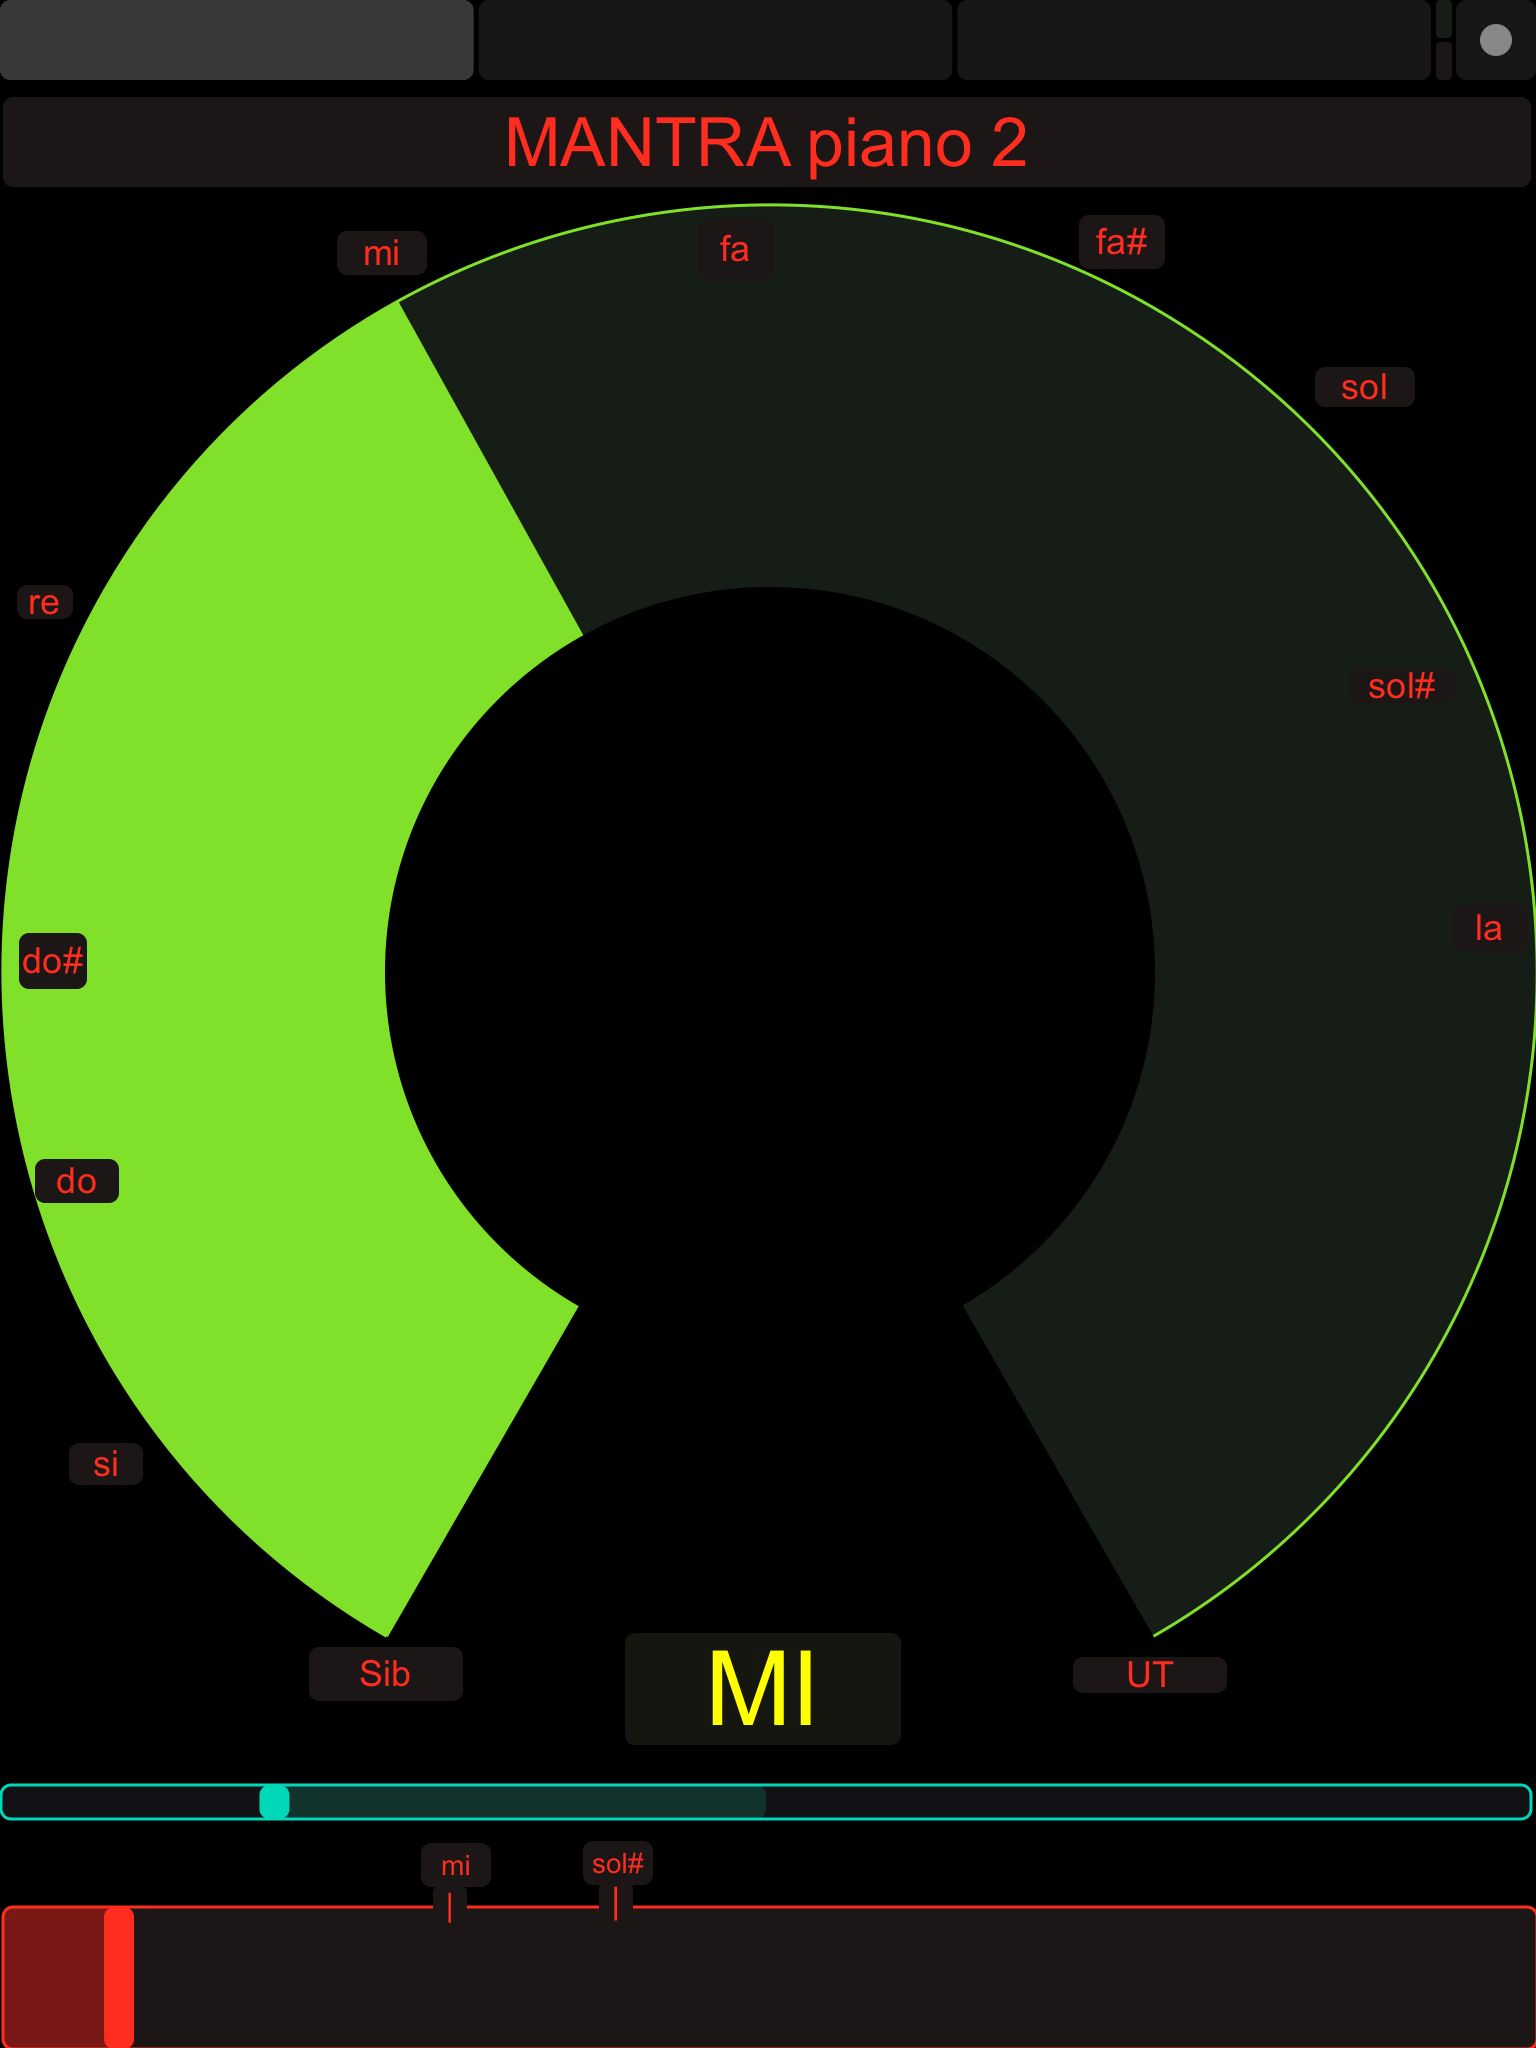 MANTRA piano 2
mi
fa
fa#
sol
re
sol#
do#
la
do
si
Sib
MI
UT
mi
sol#
|
|